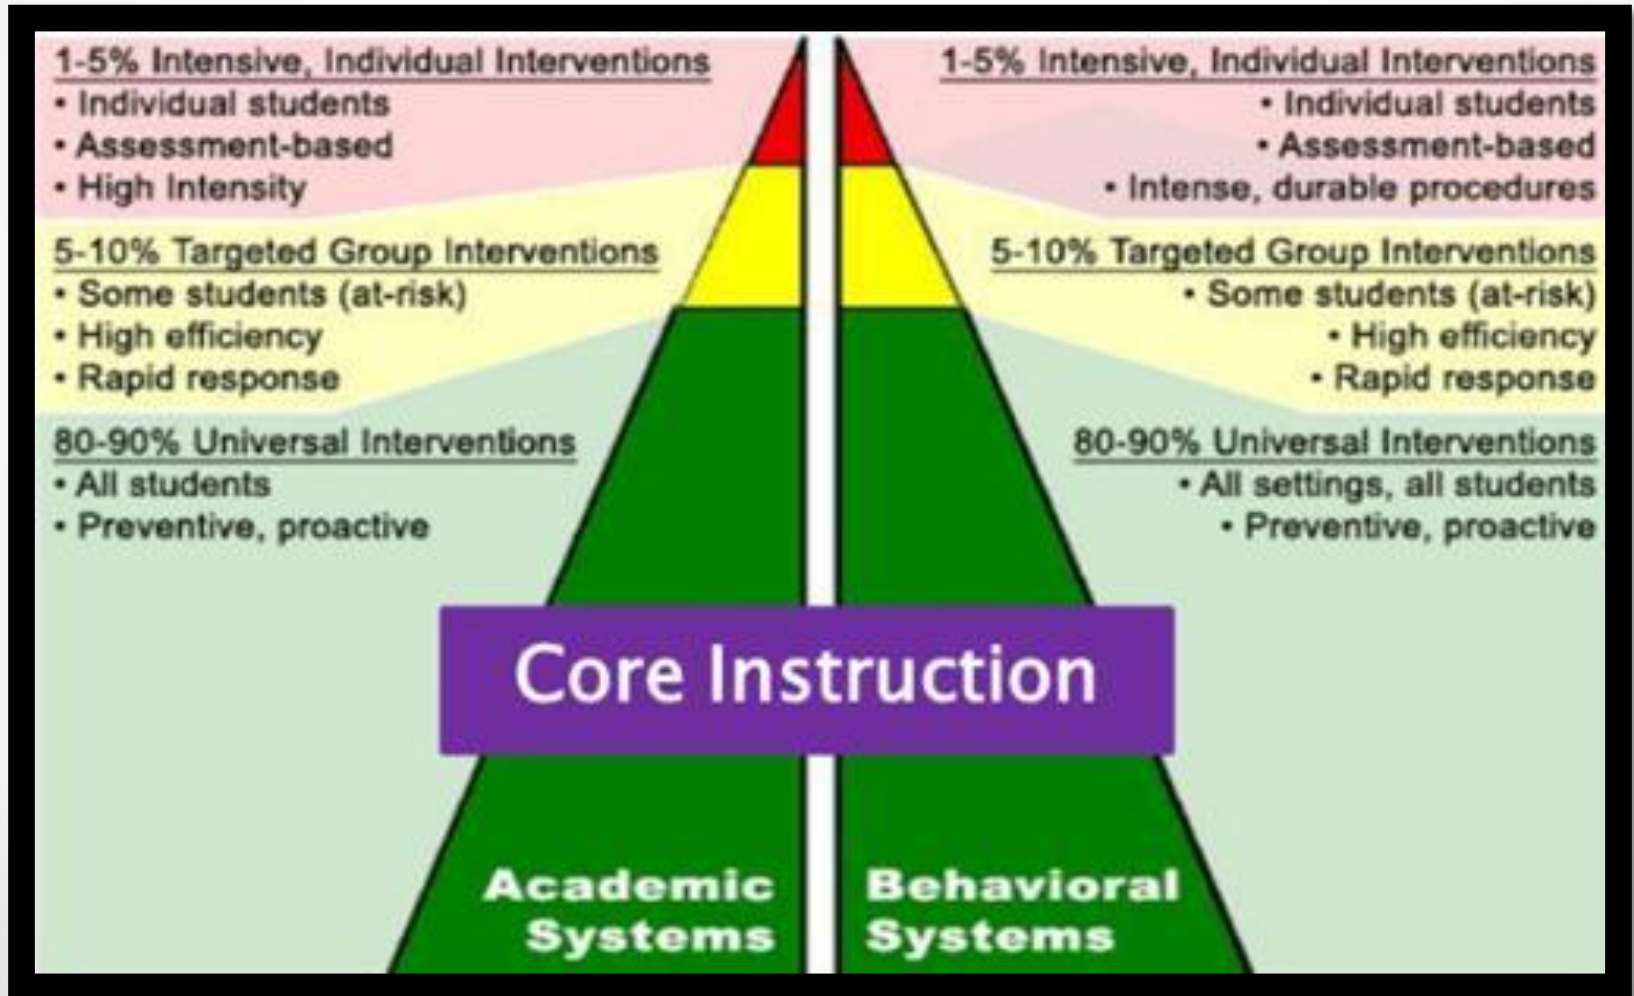 1-5% Intensive, Individual Interventions
• Individual students
• Assessment-based
• High Intensity
5-10% Targeted Group Interventions
• Some students (at-risk)
• High efficiency
• Rapid response
80-90% Universal Interventions
• All students
• Preventive, proactive
1-5% Intensive, Individual Interventions
• Individual students
• Assessment-based
• Intense, durable procedures
5-10% Targeted Group Interventions
• Some students (at-risk)
• High efficiency
• Rapid response
80-90% Universal Interventions
• All settings, all students
• Preventive, proactive
Core Instruction
Academic
Systems
Behavioral
Systems